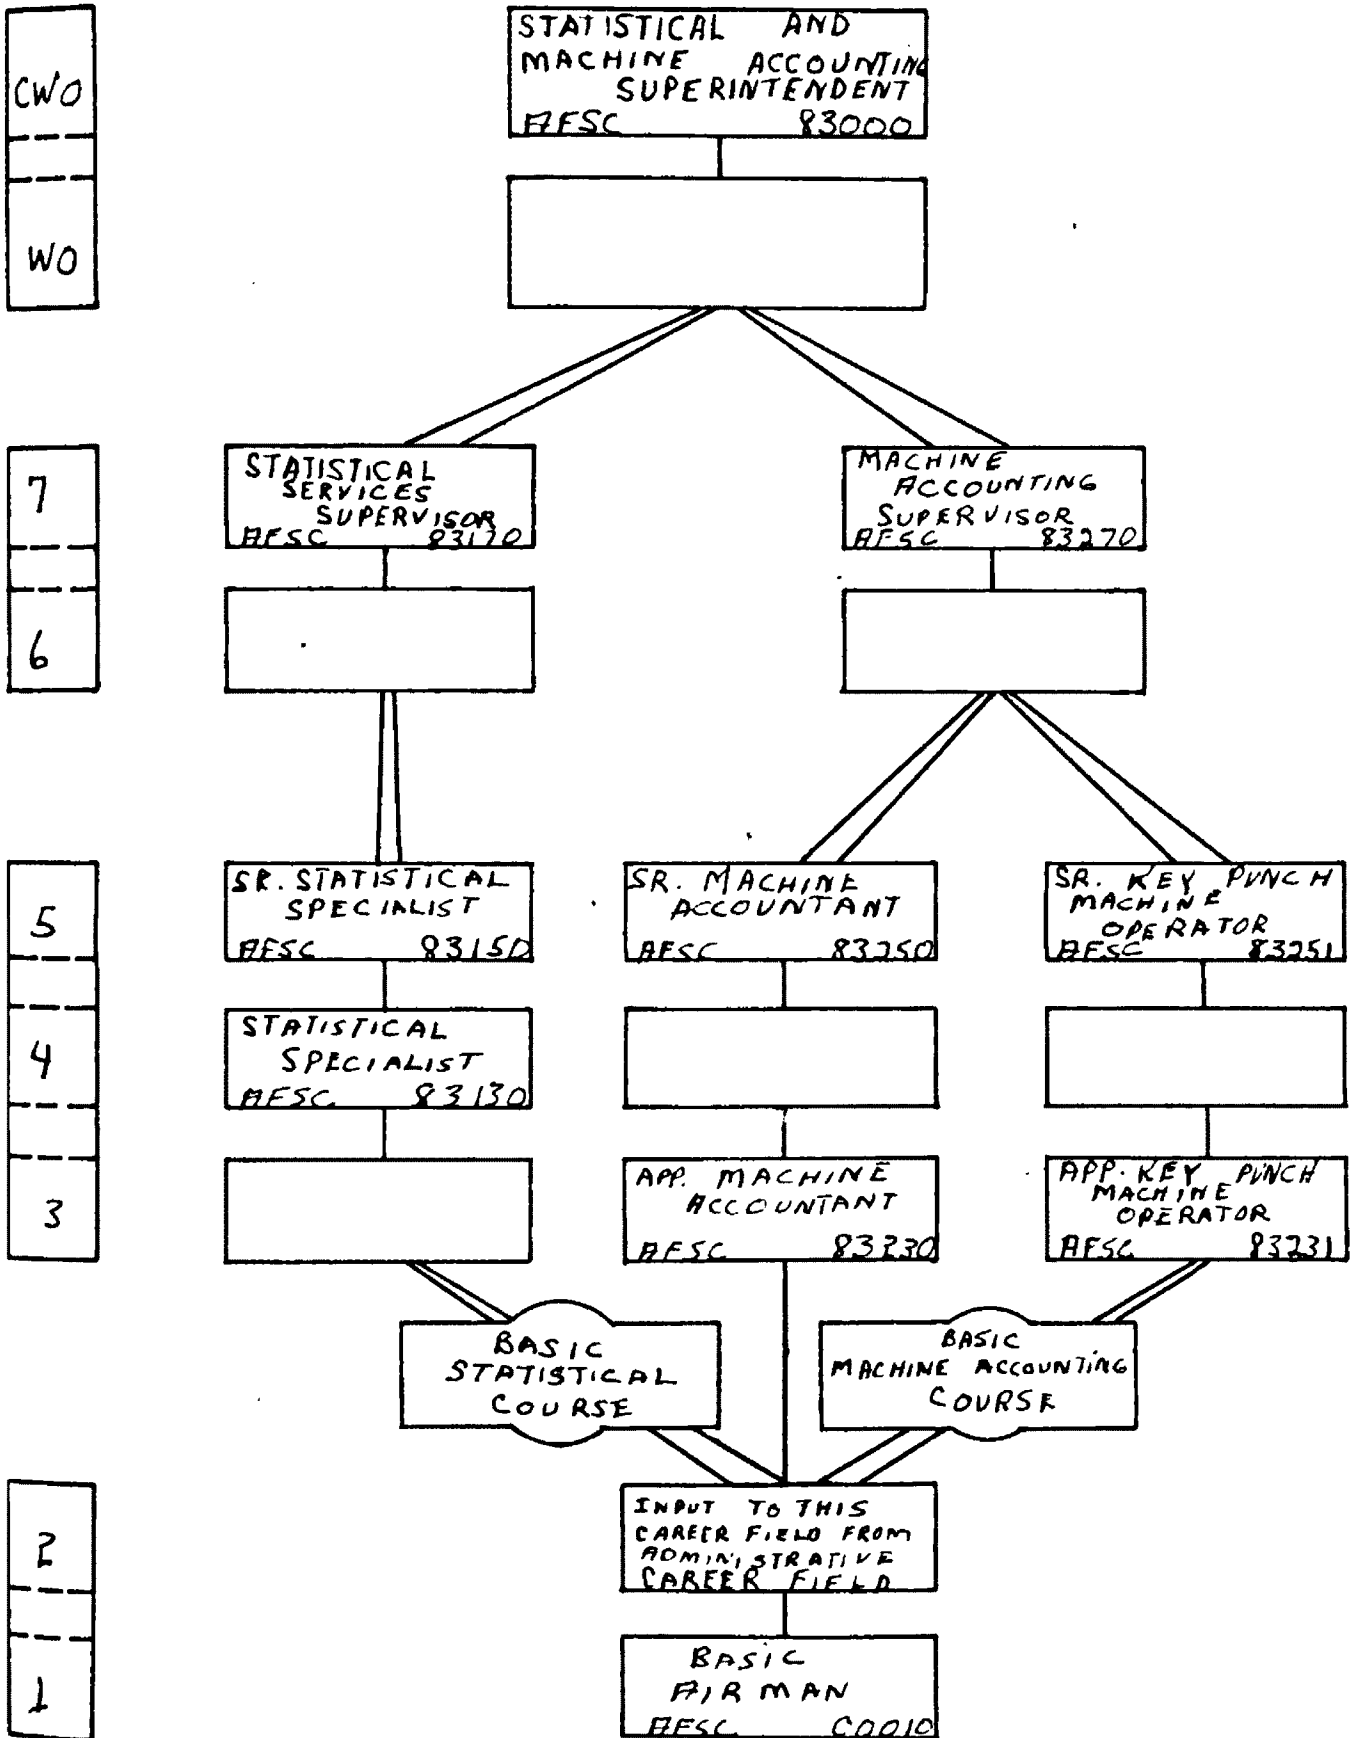 CWO
STATISTICAL AND
MACHINE ACCOUNTING
SUPERINTENDENT
AFSC 83000
WO
7
STATISTICAL
SERVICES
SUPERVISOR
AFSC 83170
MACHINE
ACCOUNTING
SUPERVISOR
AFSC 83270
6
5
SR. STATISTICAL
SPECIALIST
AFSC 83150
SR. MACHINE
ACCOUNTANT
AFSC 83250
SR. KEY PUNCH
MACHINE
OPERATOR
AFSC 83251
4
STATISTICAL
SPECIALIST
AFSC 83130
3
APP. MACHINE
ACCOUNTANT
AFSC 83230
APP. KEY PUNCH
MACHINE
OPERATOR
AFSC 83231
BASIC
STATISTICAL
COURSE
BASIC
MACHINE ACCOUNTING
COURSE
2
INPUT TO THIS
CAREER FIELD FROM
ADMINISTRATIVE
CAREER FIELD
1
BASIC
AIRMAN
AFSC C0010